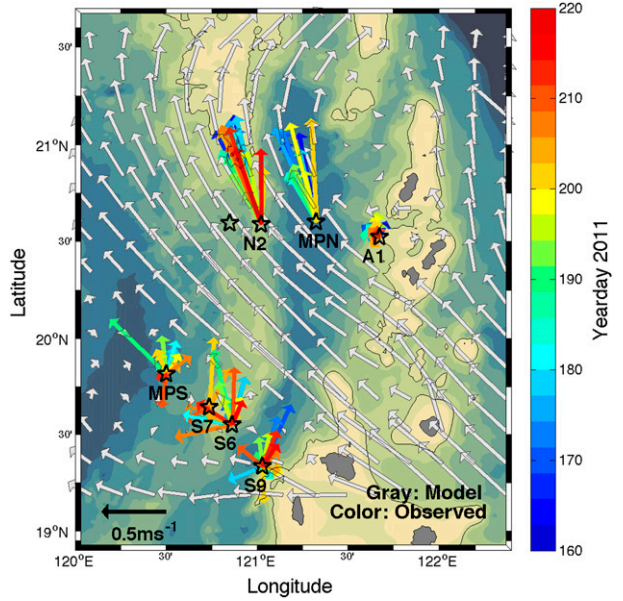 30'
21°N
30'
20°N
30'
19°N
120°E
30'
121°E
30'
122°E
Latitude
Longitude
N2
MPN
A1
MPS
S7
S6
S9
Gray: Model
Color: Observed
0.5ms⁻¹
220
210
200
190
180
170
160
Yearday 2011